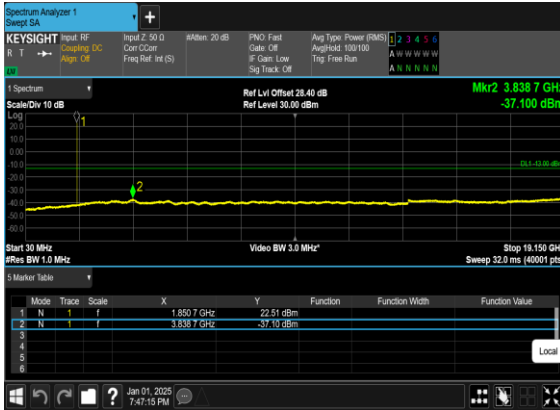 Spectrum Analyzer 1
Swept SA
+
KEYSIGHT Input: RF Input Z: 50 Ω #Atten: 20 dB PNO: Fast Avg Type: Power (RMS) 1 2 3 4 5 6
R T Coupling: DC Corr CCorr Gate: Off Avg|Hold: 100/100 A W W W W W
Align: Off Freq Ref: Int (S) IF Gain: Low Trig: Free Run
Sig Track: Off A N N N N N
1 Spectrum Ref Lvl Offset 28.40 dB Mkr2 3.838 7 GHz
Scale/Div 10 dB Ref Level 30.00 dBm -37.100 dBm
Log
20.0
10.0
0.00
-10.0
-20.0
-30.0
-40.0
-50.0
-60.0
1
2
DL1 -13.00 dBm
Start 30 MHz Video BW 3.0 MHz* Stop 19.150 GHz
#Res BW 1.0 MHz Sweep 32.0 ms (40001 pts)
5 Marker Table
Mode Trace Scale X Y Function Function Width Function Value
1 N 1 f 1.850 7 GHz 22.51 dBm
2 N 1 f 3.838 7 GHz -37.10 dBm
3
4
5
6
Local
? Jan 01, 2025
7:47:15 PM